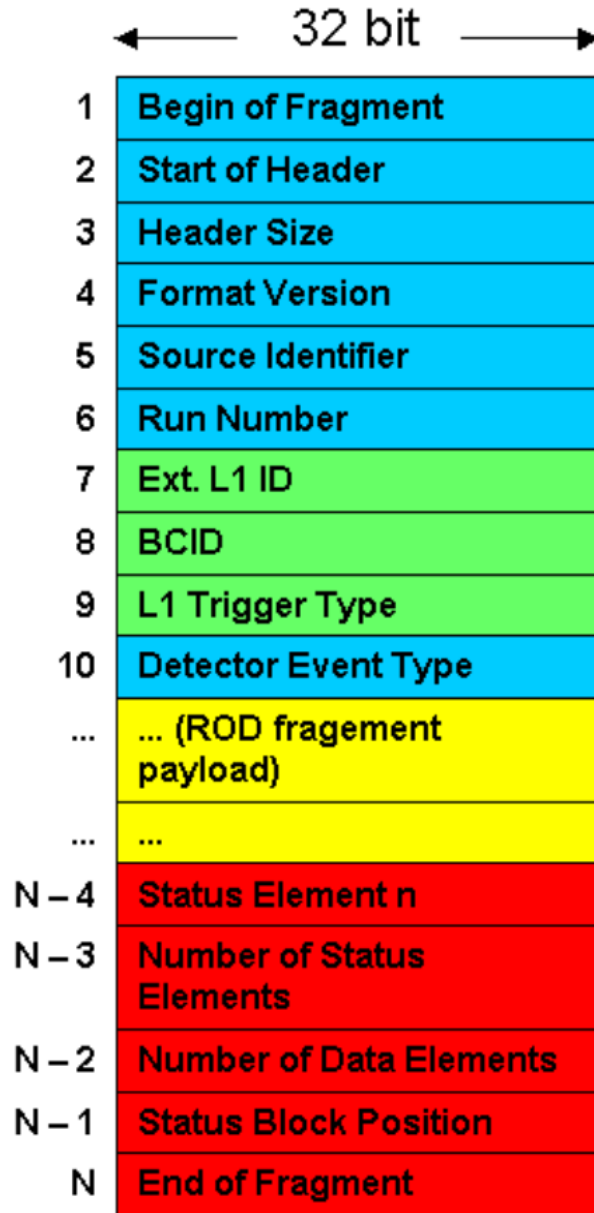 32 bit
1 Begin of Fragment
2 Start of Header
3 Header Size
4 Format Version
5 Source Identifier
6 Run Number
7 Ext. L1 ID
8 BCID
9 L1 Trigger Type
10 Detector Event Type
... ... (ROD fragement
payload)
... ...
N – 4 Status Element n
N – 3 Number of Status
Elements
N – 2 Number of Data Elements
N – 1 Status Block Position
N End of Fragment